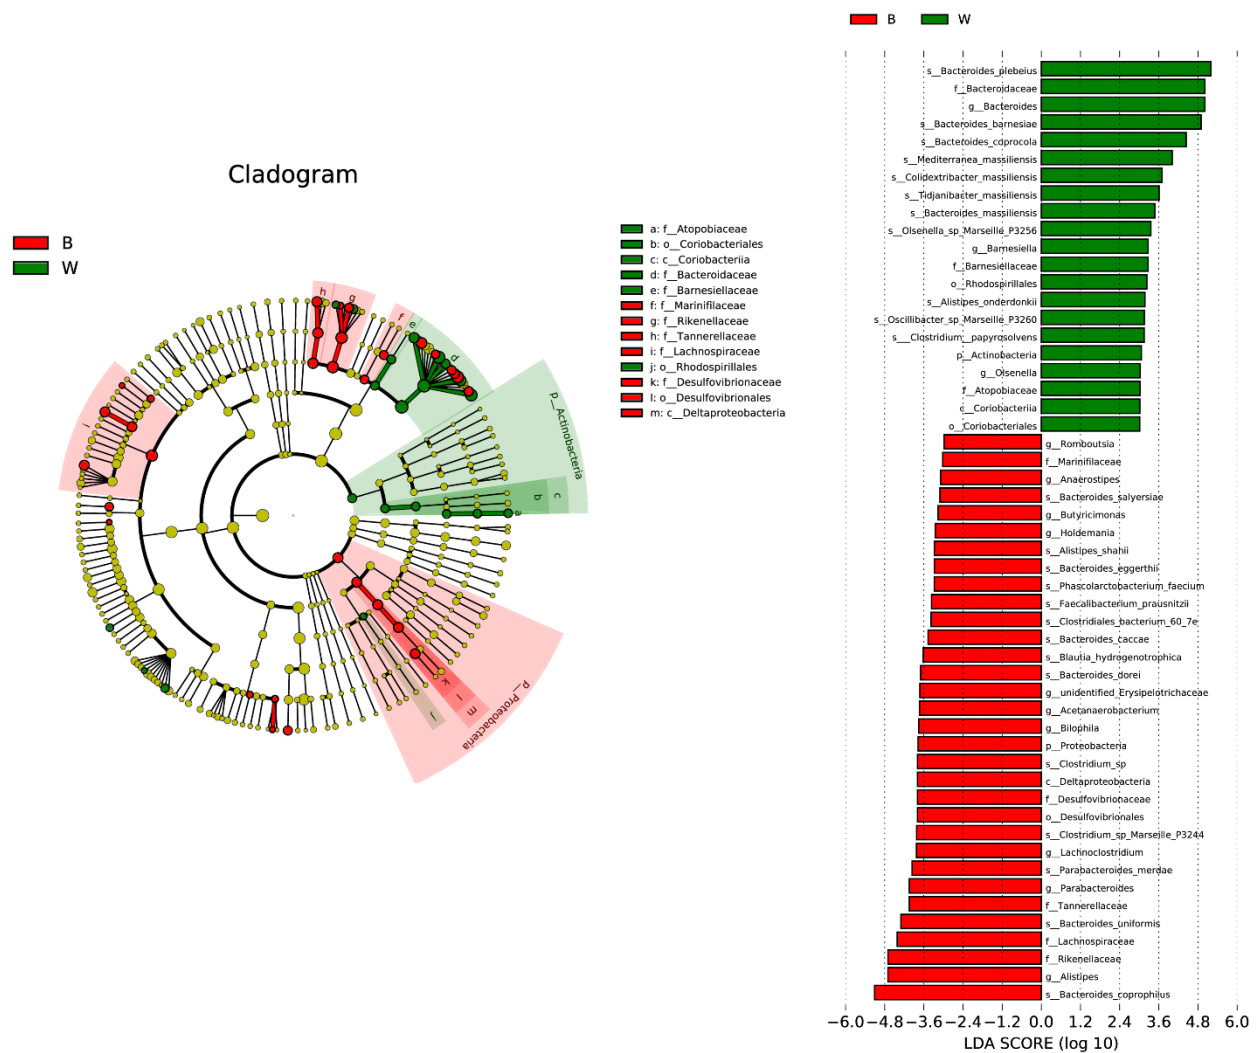 Cladogram
B
W
h
g
f
e
d
i
p__Actinobacteria
b
c
a
k
l
m
j
p__Proteobacteria
a: f__Atopobiaceae
b: o__Coriobacteriales
c: c__Coriobacteriia
d: f__Bacteroidaceae
e: f__Barnesiellaceae
f: f__Marinifilaceae
g: f__Rikenellaceae
h: f__Tannerellaceae
i: f__Lachnospiraceae
j: o__Rhodospirillales
k: f__Desulfovibrionaceae
l: o__Desulfovibrionales
m: c__Deltaproteobacteria
B W
s__Bacteroides_plebeius
f__Bacteroidaceae
g__Bacteroides
s__Bacteroides_barnesiae
s__Bacteroides_coprocola
s__Mediterranea_massiliensis
s__Colidextribacter_massiliensis
s__Tidjanibacter_massiliensis
s__Bacteroides_massiliensis
s__Olsenella_sp_Marseille_P3256
g__Barnesiella
f__Barnesiellaceae
o__Rhodospirillales
s__Alistipes_onderdonkii
s__Oscillibacter_sp_Marseille_P3260
s___Clostridium__papyrosolvens
p__Actinobacteria
g__Olsenella
f__Atopobiaceae
c__Coriobacteriia
o__Coriobacteriales
g__Romboutsia
f__Marinifilaceae
g__Anaerostipes
s__Bacteroides_salyersiae
g__Butyricimonas
g__Holdemania
s__Alistipes_shahii
s__Bacteroides_eggerthii
s__Phascolarctobacterium_faecium
s__Faecalibacterium_prausnitzii
s__Clostridiales_bacterium_60_7e
s__Bacteroides_caccae
s__Blautia_hydrogenotrophica
s__Bacteroides_dorei
g__unidentified_Erysipelotrichaceae
g__Acetanaerobacterium
g__Bilophila
p__Proteobacteria
s__Clostridium_sp
c__Deltaproteobacteria
f__Desulfovibrionaceae
o__Desulfovibrionales
s__Clostridium_sp_Marseille_P3244
g__Lachnoclostridium
s__Parabacteroides_merdae
g__Parabacteroides
f__Tannerellaceae
s__Bacteroides_uniformis
f__Lachnospiraceae
f__Rikenellaceae
g__Alistipes
s__Bacteroides_coprophilus
−6.0 −4.8 −3.6 −2.4 −1.2 0.0 1.2 2.4 3.6 4.8 6.0
LDA SCORE (log 10)